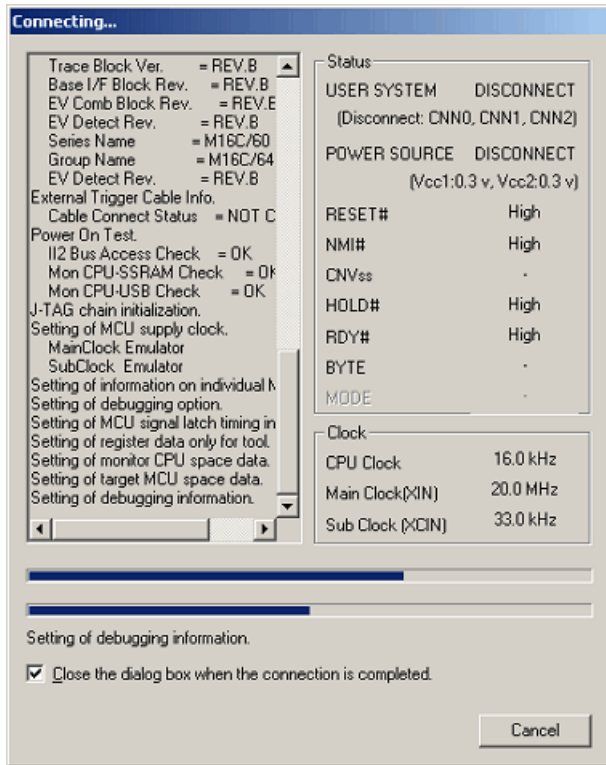 Connecting...
Trace Block Ver. = REV.B
Base I/F Block Rev. = REV.B
EV Comb Block Rev. = REV.E
EV Detect Rev. = REV.B
Series Name = M16C/60
Group Name = M16C/64
EV Detect Rev. = REV.B
External Trigger Cable Info.
Cable Connect Status = NOT C
Power On Test.
II2 Bus Access Check = OK
Mon CPU-SSRAM Check = OK
Mon CPU-USB Check = OK
J-TAG chain initialization.
Setting of MCU supply clock.
MainClock Emulator
SubClock Emulator
Setting of information on individual M
Setting of debugging option.
Setting of MCU signal latch timing in
Setting of register data only for tool.
Setting of monitor CPU space data.
Setting of target MCU space data.
Setting of debugging information.
Status
USER SYSTEM DISCONNECT
(Disconnect: CNN0, CNN1, CNN2)
POWER SOURCE DISCONNECT
(Vcc1:0.3 v, Vcc2:0.3 v)
RESET# High
NMI# High
CNVss -
HOLD# High
RDY# High
BYTE -
MODE -
Clock
CPU Clock 16.0 kHz
Main Clock(XIN) 20.0 MHz
Sub Clock (XCIN) 33.0 kHz
Setting of debugging information.
Close the dialog box when the connection is completed.
Cancel